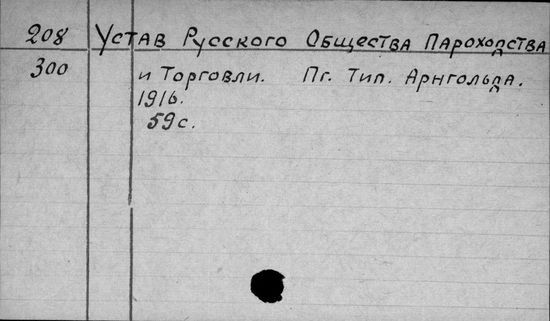 208 Устав Русского Общества Пароходства
300 и Торговли. Пг. Тип. Арнгольда.
1916.
59 с.